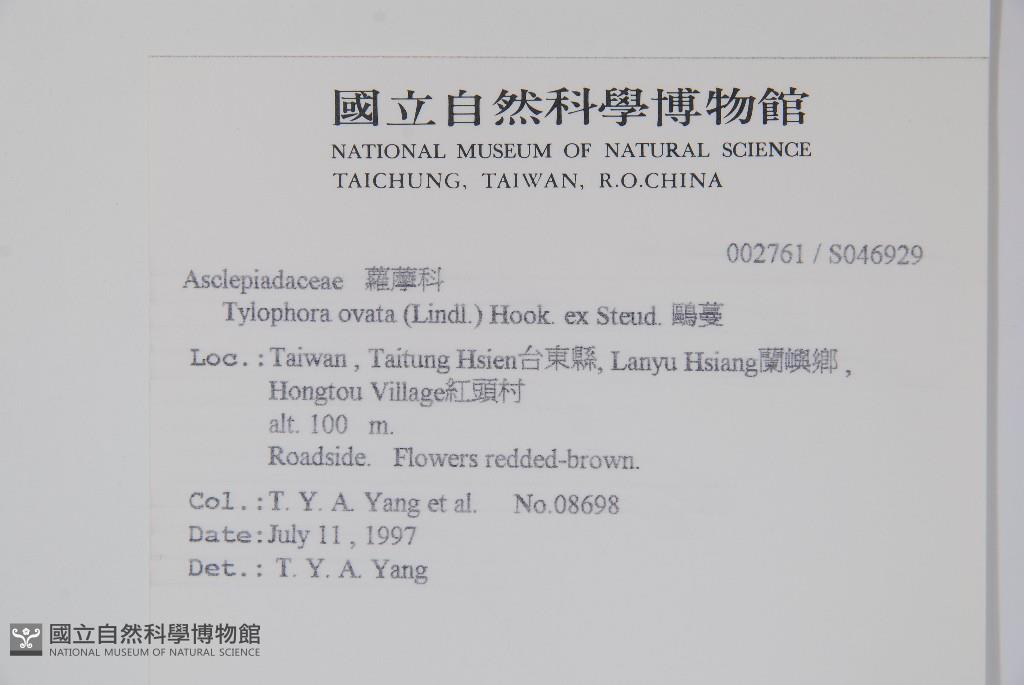 國立自然科學博物館
NATIONAL MUSEUM OF NATURAL SCIENCE
TAICHUNG, TAIWAN, R.O.CHINA
002761 / S046929
Asclepiadaceae 蘿藦科
Tylophora ovata (Lindl.) Hook. ex Steud. 鷗蔓
Loc.: Taiwan , Taitung Hsien台東縣, Lanyu Hsiang蘭嶼鄉 ,
Hongtou Village紅頭村
alt. 100 m.
Roadside. Flowers redded-brown.
Col.: T. Y. A. Yang et al. No.08698
Date: July 11 , 1997
Det.: T. Y. A. Yang
國立自然科學博物館
NATIONAL MUSEUM OF NATURAL SCIENCE